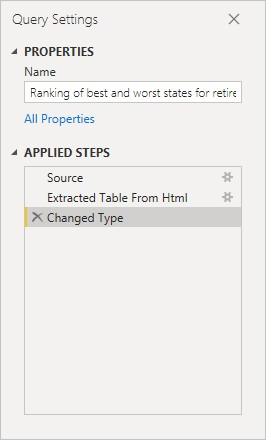 Query Settings
PROPERTIES
Name
Ranking of best and worst states for retire
All Properties
APPLIED STEPS
Source
Extracted Table From Html
Changed Type